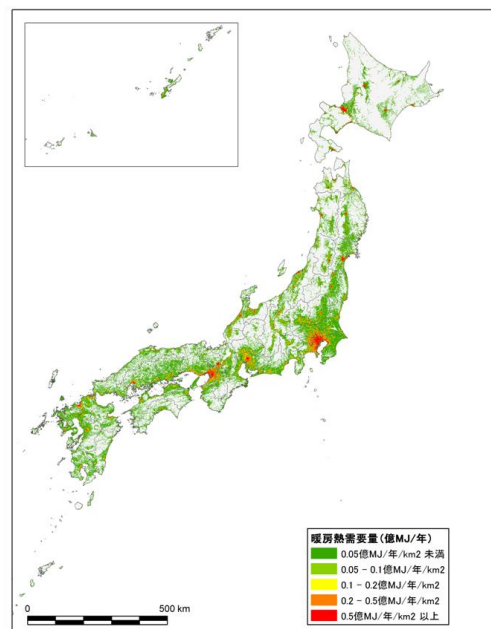 暖房熱需要量(億MJ/年)
0.05億MJ/年/km2 未満
0.05 - 0.1億MJ/年/km2
0.1 - 0.2億MJ/年/km2
0.2 - 0.5億MJ/年/km2
0.5億MJ/年/km2 以上
0 500 km